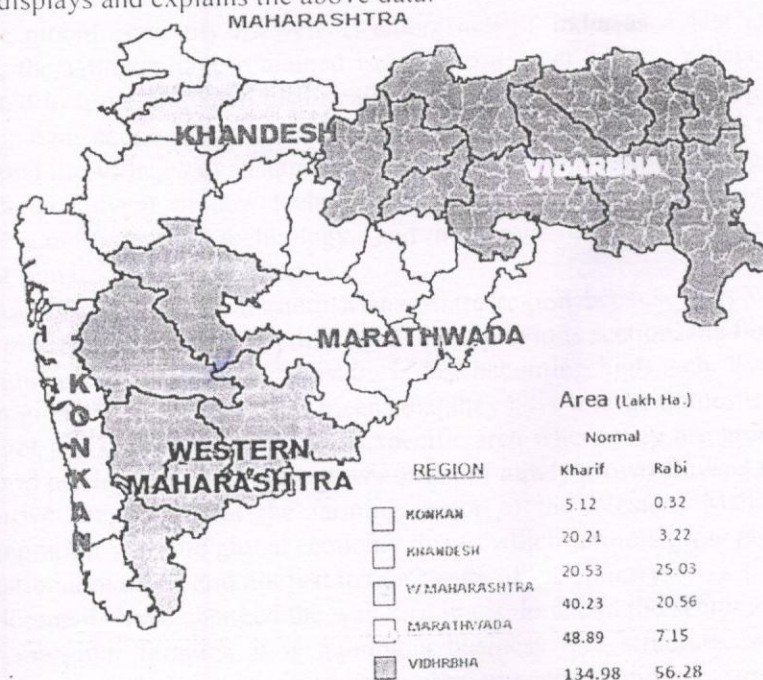 displays and explains the above data.
MAHARASHTRA
KHANDESH
VIDARBHA
MARATHWADA
KONKAN
WESTERN
MAHARASHTRA
Area (Lakh Ha.)
Normal
REGION Kharif Rabi
KONKAN 5.12 0.32
KHANDESH 20.21 3.22
W MAHARASHTRA 20.53 25.03
MARATHVADA 40.23 20.56
VIDHRBHA 48.89 7.15
134.98 56.28